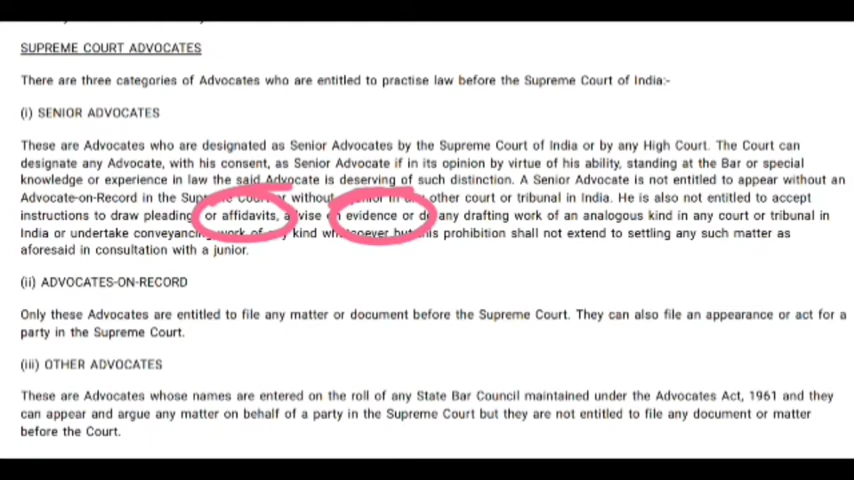 SUPREME COURT ADVOCATES
There are three categories of Advocates who are entitled to practise law before the Supreme Court of India:-
(i) SENIOR ADVOCATES
These are Advocates who are designated as Senior Advocates by the Supreme Court of India or by any High Court. The Court can
designate any Advocate, with his consent, as Senior Advocate if in its opinion by virtue of his ability, standing at the Bar or special
knowledge or experience in law the said Advocate is deserving of such distinction. A Senior Advocate is not entitled to appear without an
Advocate-on-Record in the Supreme Court or without Junior in any other court or tribunal in India. He is also not entitled to accept
instructions to draw pleading or affidavits, advise on evidence or do any drafting work of an analogous kind in any court or tribunal in
India or undertake conveyancing work of any kind whatsoever but this prohibition shall not extend to settling any such matter as
aforesaid in consultation with a junior.
(ii) ADVOCATES-ON-RECORD
Only these Advocates are entitled to file any matter or document before the Supreme Court. They can also file an appearance or act for a
party in the Supreme Court.
(iii) OTHER ADVOCATES
These are Advocates whose names are entered on the roll of any State Bar Council maintained under the Advocates Act, 1961 and they
can appear and argue any matter on behalf of a party in the Supreme Court but they are not entitled to file any document or matter
before the Court.